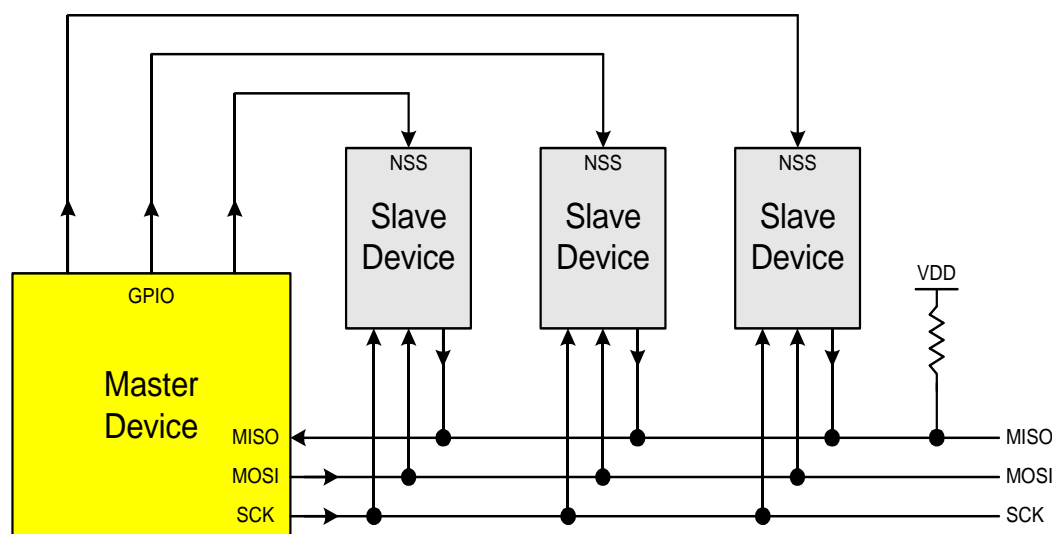 NSS
Slave
Device
NSS
Slave
Device
NSS
Slave
Device
VDD
GPIO
Master
Device
MISO
MOSI
SCK
MISO
MOSI
SCK